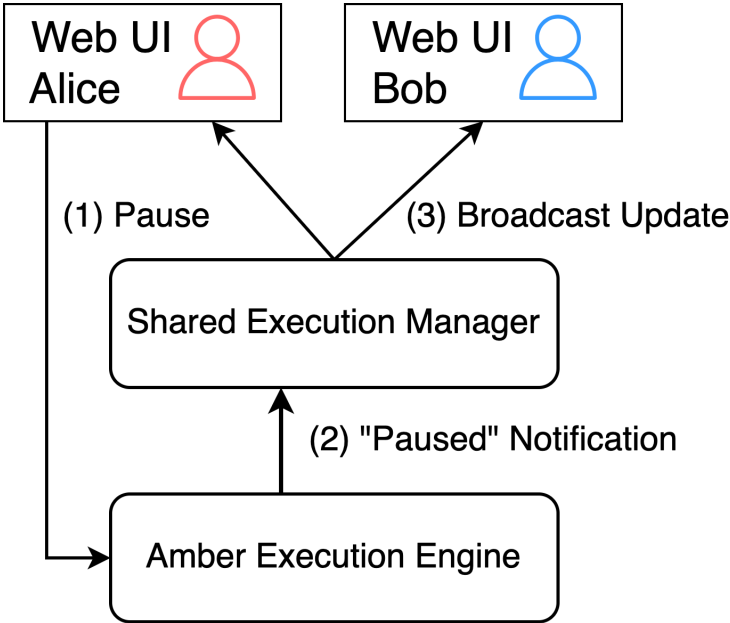 Web UI
Alice
Web UI
Bob
(1) Pause
(3) Broadcast Update
Shared Execution Manager
(2) "Paused" Notification
Amber Execution Engine